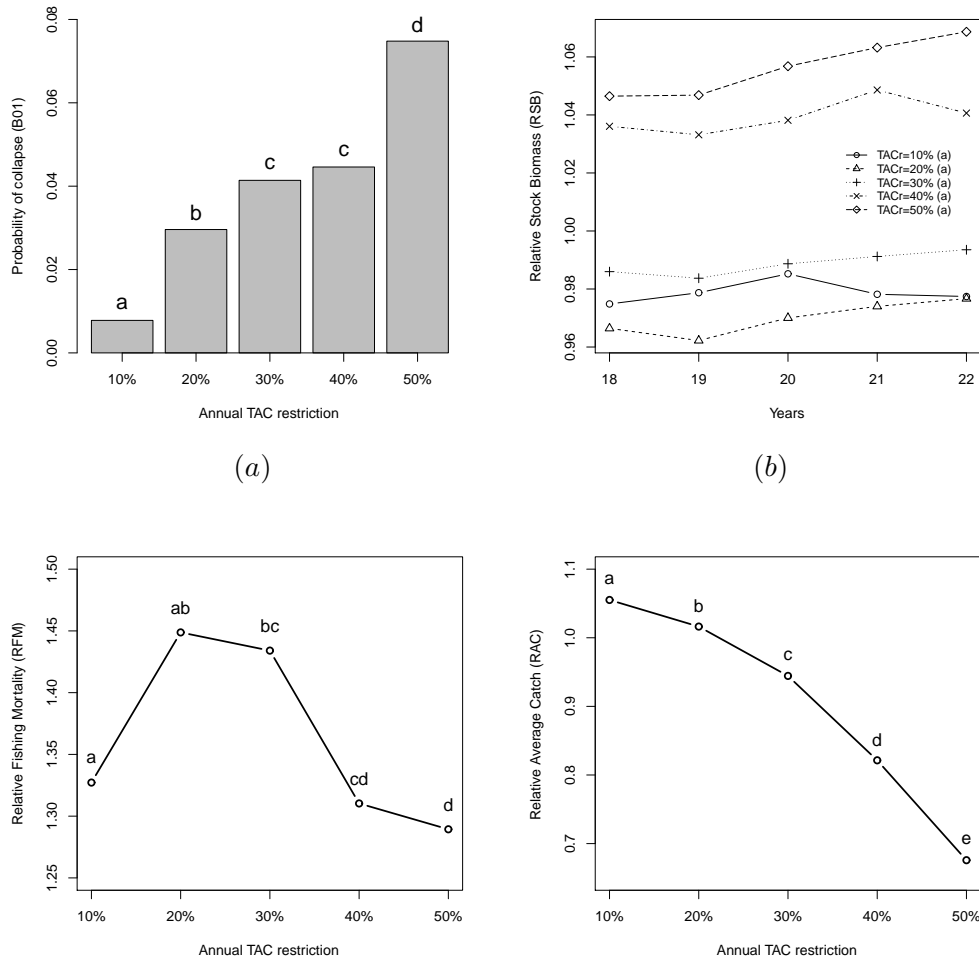 Probability of collapse (B01)
0.08
0.06
0.04
0.02
0.00
a
b
c
c
d
10%
20%
30%
40%
50%
Annual TAC restriction
(a)
Relative Stock Biomass (RSB)
1.06
1.04
1.02
1.00
0.98
0.96
TACr=10% (a)
TACr=20% (a)
TACr=30% (a)
TACr=40% (a)
TACr=50% (a)
18
19
20
21
22
Years
(b)
Relative Fishing Mortality (RFM)
1.50
1.45
1.40
1.35
1.30
1.25
a
ab
bc
cd
d
10%
20%
30%
40%
50%
Annual TAC restriction
Relative Average Catch (RAC)
1.1
1.0
0.9
0.8
0.7
a
b
c
d
e
10%
20%
30%
40%
50%
Annual TAC restriction